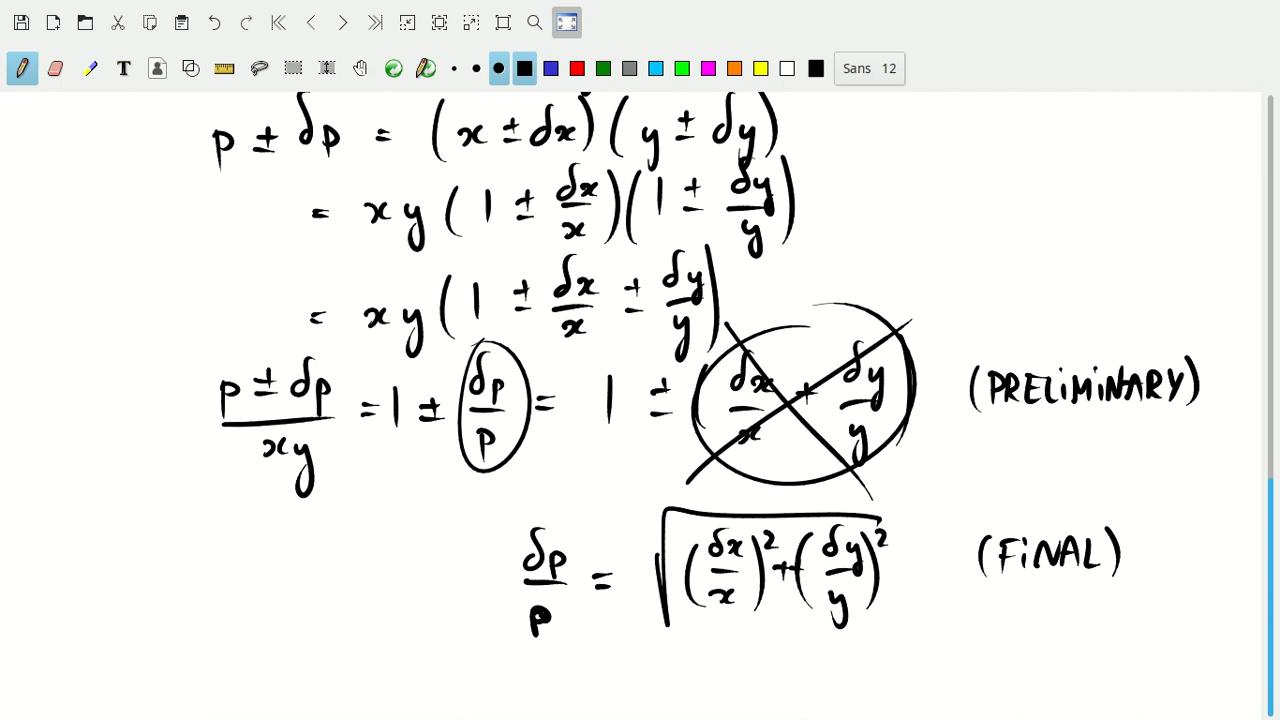 T Sans 12
p ± δp = (x ± δx)(y ± δy)
= xy(1 ± δx/x)(1 ± δy/y)
= xy(1 ± δx/x ± δy/y)
(p ± δp)/(xy) = 1 ± δp/p = 1 ± (δx/x + δy/y) (PRELIMINARY)
δp/p = √((δx/x)² + (δy/y)²) (FINAL)